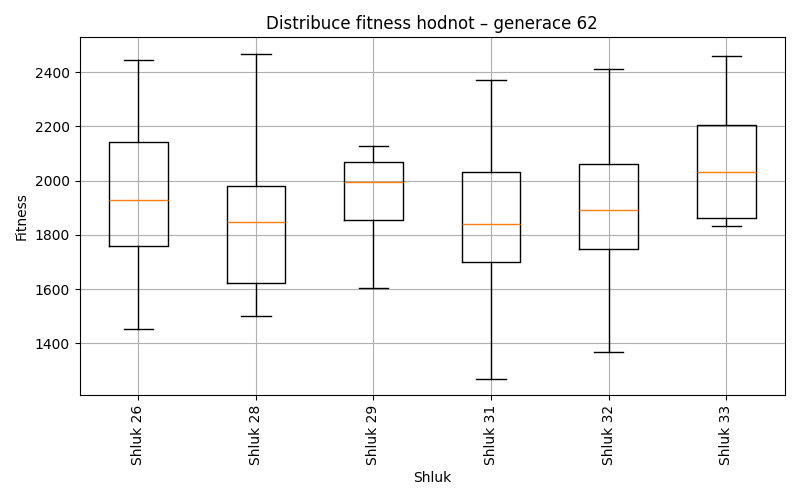 Distribuce fitness hodnot – generace 62
Fitness
2400
2200
2000
1800
1600
1400
Shluk 26
Shluk 28
Shluk 29
Shluk 31
Shluk 32
Shluk 33
Shluk